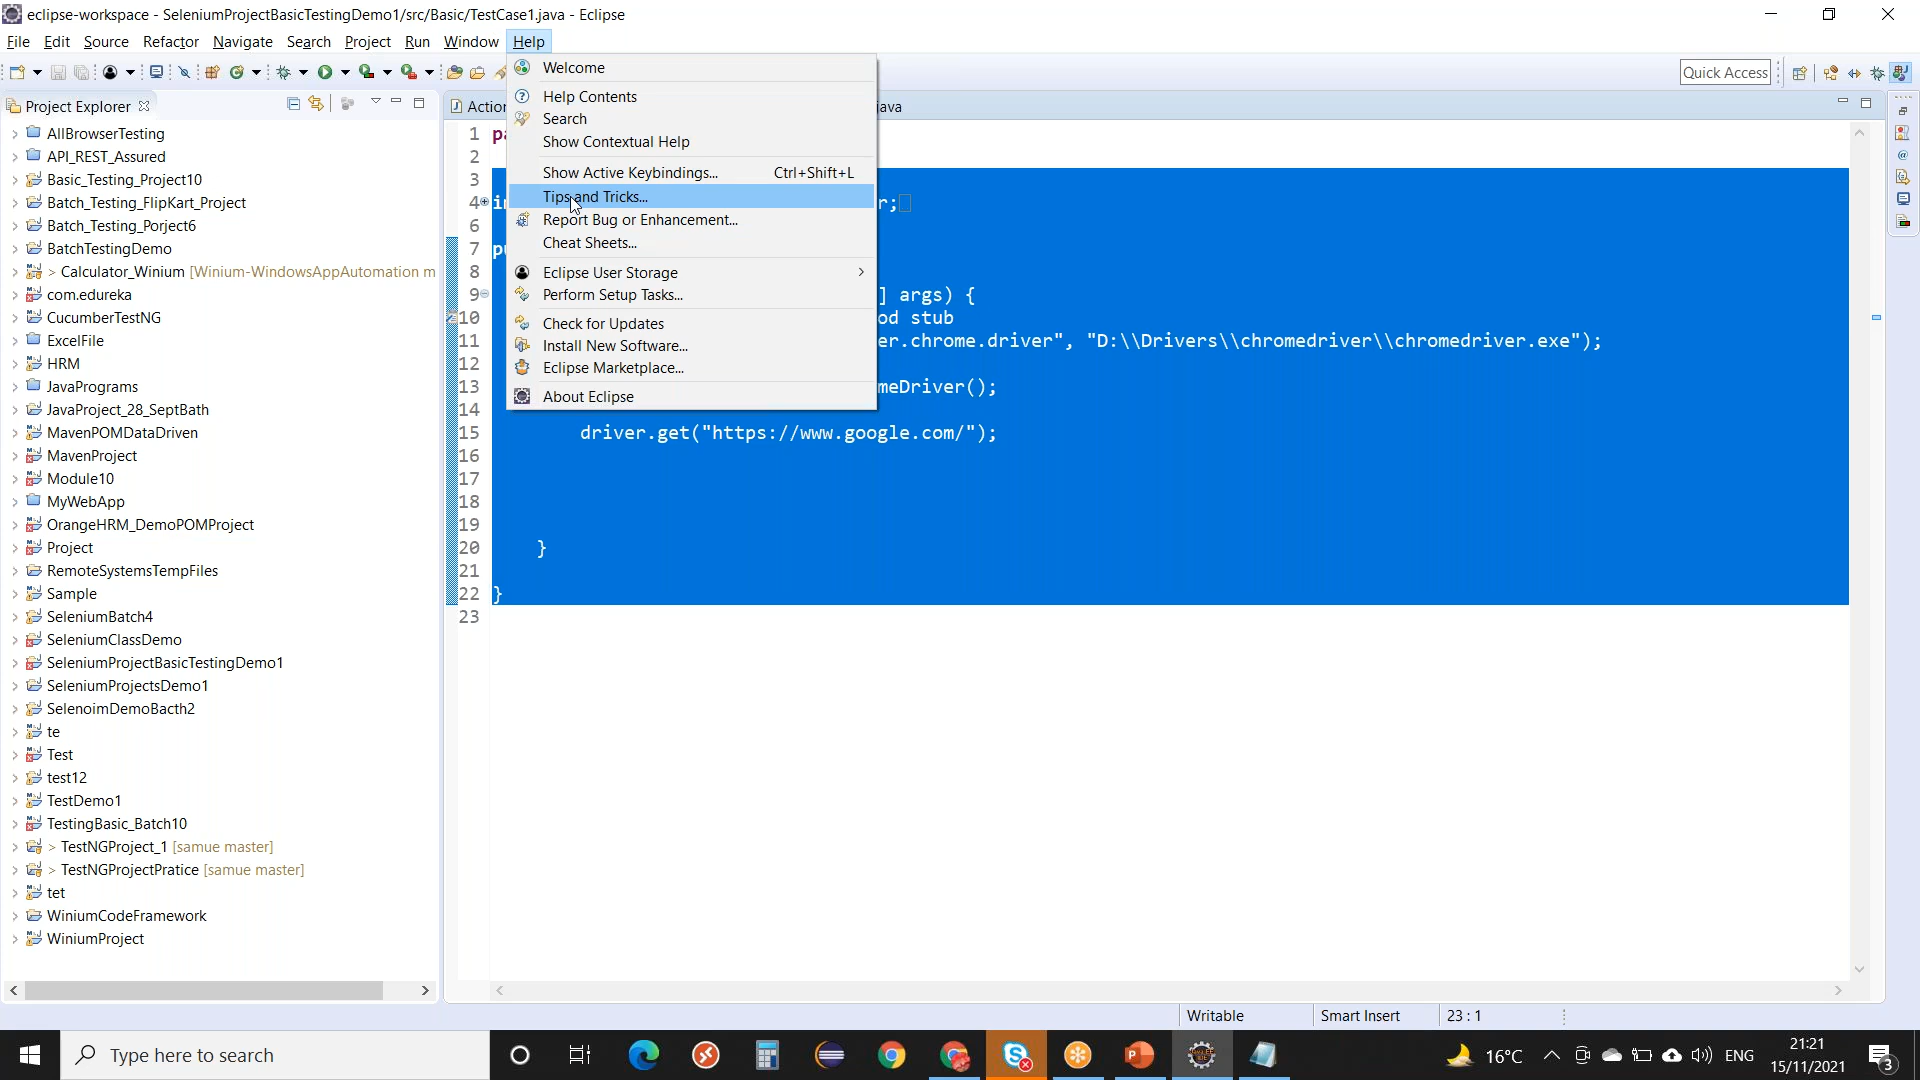 eclipse-workspace - SeleniumProjectBasicTestingDemo1/src/Basic/TestCase1.java - Eclipse
File Edit Source Refactor Navigate Search Project Run Window Help
Quick Access
Project Explorer
AllBrowserTesting
API_REST_Assured
Basic_Testing_Project10
Batch_Testing_FlipKart_Project
Batch_Testing_Porject6
BatchTestingDemo
> Calculator_Winium [Winium-WindowsAppAutomation m
com.edureka
CucumberTestNG
ExcelFile
HRM
JavaPrograms
JavaProject_28_SeptBath
MavenPOMDataDriven
MavenProject
Module10
MyWebApp
OrangeHRM_DemoPOMProject
Project
RemoteSystemsTempFiles
Sample
SeleniumBatch4
SeleniumClassDemo
SeleniumProjectBasicTestingDemo1
SeleniumProjectsDemo1
SelenoimDemoBacth2
te
Test
test12
TestDemo1
TestingBasic_Batch10
> TestNGProject_1 [samue master]
> TestNGProjectPratice [samue master]
tet
WiniumCodeFramework
WiniumProject
Welcome
Help Contents
Search
Show Contextual Help
Show Active Keybindings... Ctrl+Shift+L
Tips and Tricks...
Report Bug or Enhancement...
Cheat Sheets...
Eclipse User Storage
Perform Setup Tasks...
Check for Updates
Install New Software...
Eclipse Marketplace...
About Eclipse
Action
java
1 pa
2
3
4 im r;
6
7 pu
8
9 ] args) {
10 od stub
11 er.chrome.driver", "D:\\Drivers\\chromedriver\\chromedriver.exe");
12
13 meDriver();
14
15 driver.get("https://www.google.com/");
16
17
18
19
20 }
21
22 }
23
Writable Smart Insert 23 : 1
Type here to search
16°C ENG
21:21
15/11/2021
3